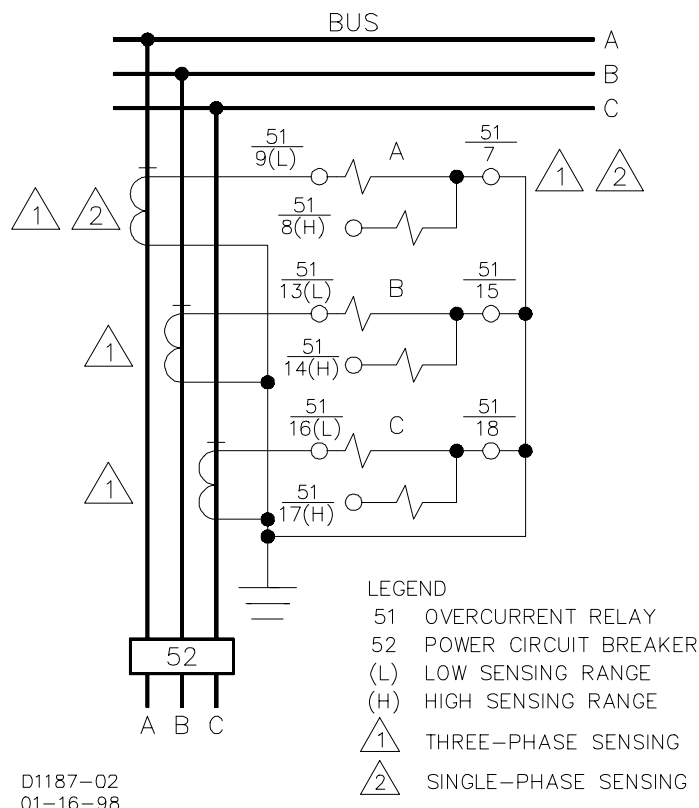 BUS
A
B
C
51
9(L)
A
51
7
1 2
1 2
51
8(H)
51
13(L)
B
51
15
1
51
14(H)
51
16(L)
C
51
18
1
51
17(H)
LEGEND
51 OVERCURRENT RELAY
52 POWER CIRCUIT BREAKER
(L) LOW SENSING RANGE
(H) HIGH SENSING RANGE
1 THREE-PHASE SENSING
2 SINGLE-PHASE SENSING
52
A B C
D1187-02
01-16-98